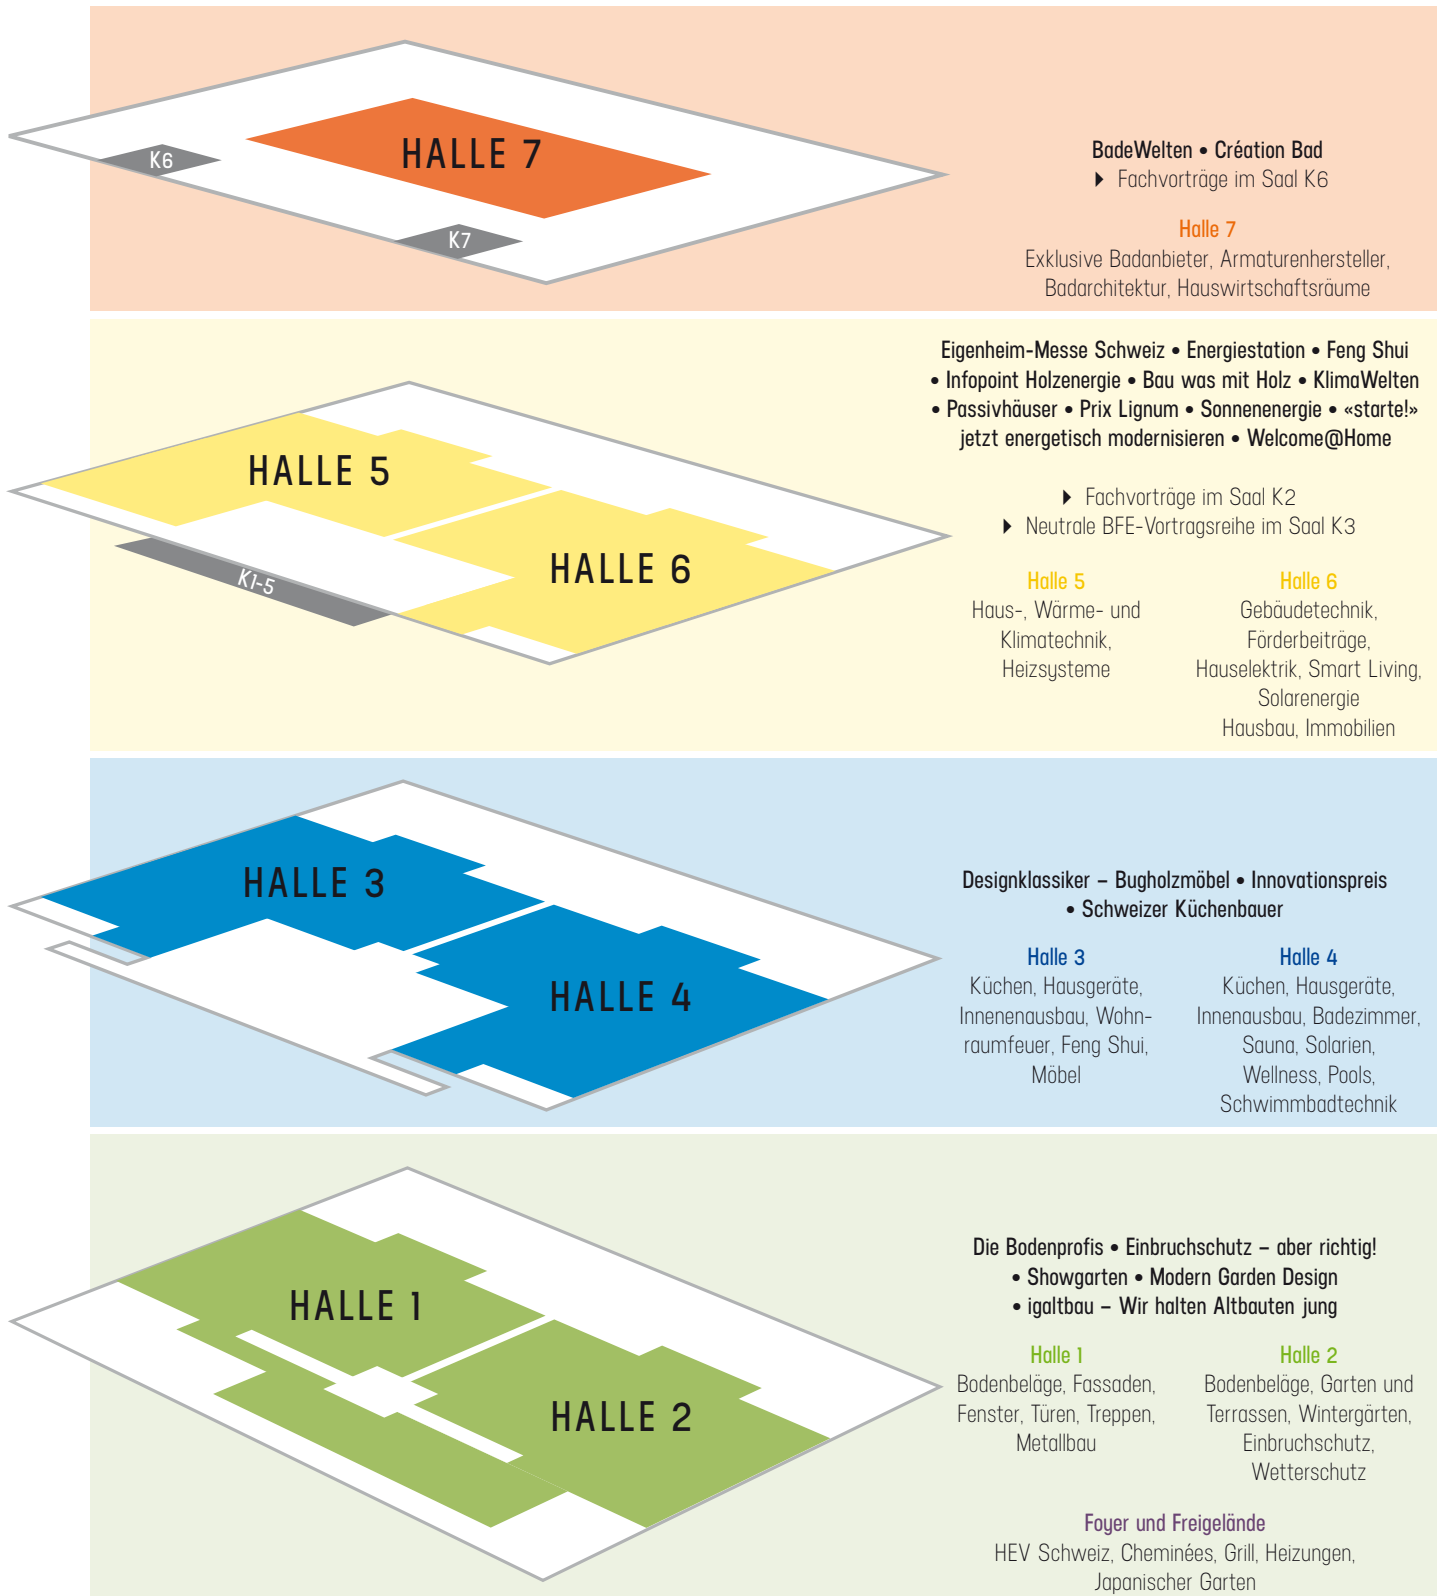 HALLE 7
K6
K7
BadeWelten • Création Bad
▶ Fachvorträge im Saal K6
Halle 7
Exklusive Badanbieter, Armaturenhersteller,
Badarchitektur, Hauswirtschaftsräume
HALLE 5
HALLE 6
K1-5
Eigenheim-Messe Schweiz • Energiestation • Feng Shui
• Infopoint Holzenergie • Bau was mit Holz • KlimaWelten
• Passivhäuser • Prix Lignum • Sonnenenergie • «starte!»
jetzt energetisch modernisieren • Welcome@Home
▶ Fachvorträge im Saal K2
▶ Neutrale BFE-Vortragsreihe im Saal K3
Halle 5
Haus-, Wärme- und
Klimatechnik,
Heizsysteme
Halle 6
Gebäudetechnik,
Förderbeiträge,
Hauselektrik, Smart Living,
Solarenergie
Hausbau, Immobilien
HALLE 3
HALLE 4
Designklassiker – Bugholzmöbel • Innovationspreis
• Schweizer Küchenbauer
Halle 3
Küchen, Hausgeräte,
Innenenausbau, Wohn-
raumfeuer, Feng Shui,
Möbel
Halle 4
Küchen, Hausgeräte,
Innenausbau, Badezimmer,
Sauna, Solarien,
Wellness, Pools,
Schwimmbadtechnik
HALLE 1
HALLE 2
Die Bodenprofis • Einbruchschutz – aber richtig!
• Showgarten • Modern Garden Design
• igaltbau – Wir halten Altbauten jung
Halle 1
Bodenbeläge, Fassaden,
Fenster, Türen, Treppen,
Metallbau
Halle 2
Bodenbeläge, Garten und
Terrassen, Wintergärten,
Einbruchschutz,
Wetterschutz
Foyer und Freigelände
HEV Schweiz, Cheminées, Grill, Heizungen,
Japanischer Garten